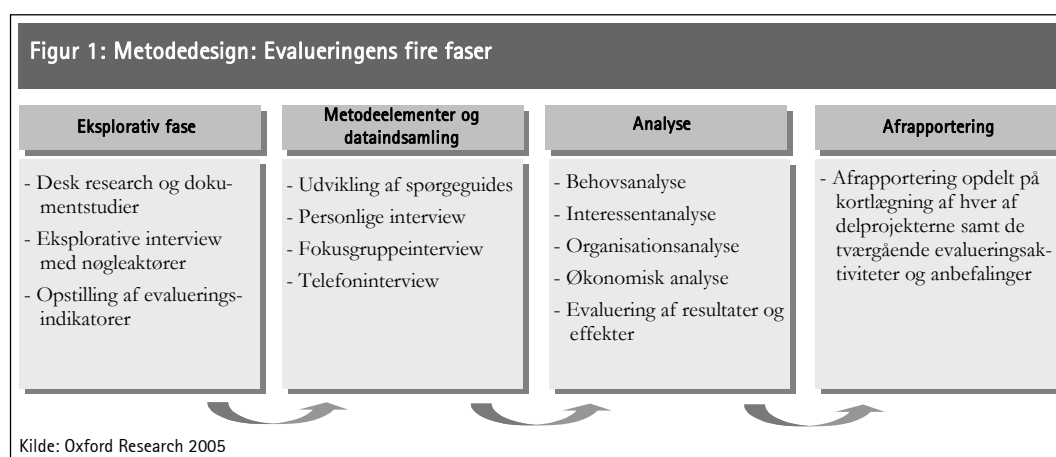 Figur 1: Metodedesign: Evalueringens fire faser
Eksplorativ fase
- Desk research og doku-
mentstudier
- Eksplorative interview
med nøgleaktører
- Opstilling af evaluerings-
indikatorer
Metodeelementer og
dataindsamling
- Udvikling af spørgeguides
- Personlige interview
- Fokusgruppeinterview
- Telefoninterview
Analyse
- Behovsanalyse
- Interessentanalyse
- Organisationsanalyse
- Økonomisk analyse
- Evaluering af resultater og
effekter
Afrapportering
- Afrapportering opdelt på
kortlægning af hver af
delprojekterne samt de
tværgående evalueringsak-
tiviteter og anbefalinger
Kilde: Oxford Research 2005